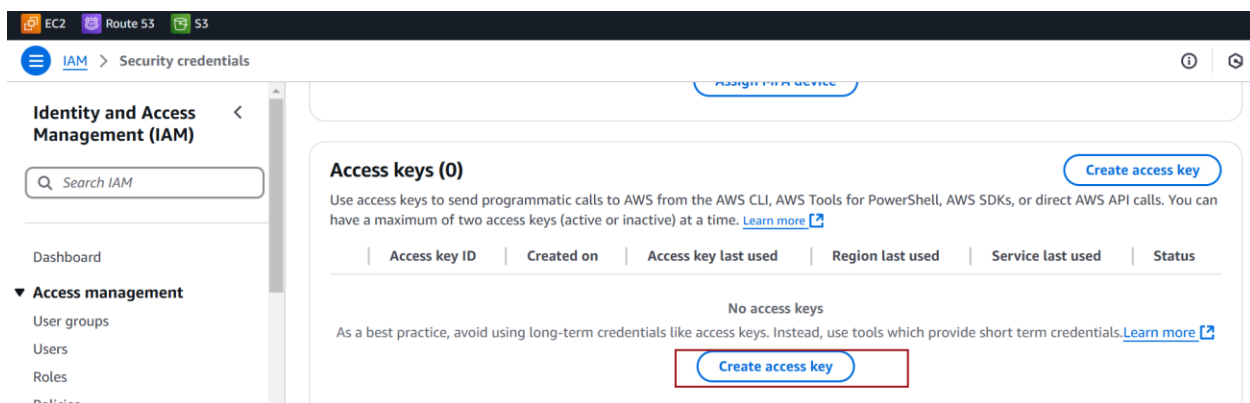 EC2 Route 53 S3
IAM > Security credentials
Identity and Access
Management (IAM)
Search IAM
Dashboard
Access management
User groups
Users
Roles
Policies
Assign MFA device
Access keys (0)
Create access key
Use access keys to send programmatic calls to AWS from the AWS CLI, AWS Tools for PowerShell, AWS SDKs, or direct AWS API calls. You can
have a maximum of two access keys (active or inactive) at a time. Learn more
Access key ID Created on Access key last used Region last used Service last used Status
No access keys
As a best practice, avoid using long-term credentials like access keys. Instead, use tools which provide short term credentials. Learn more
Create access key